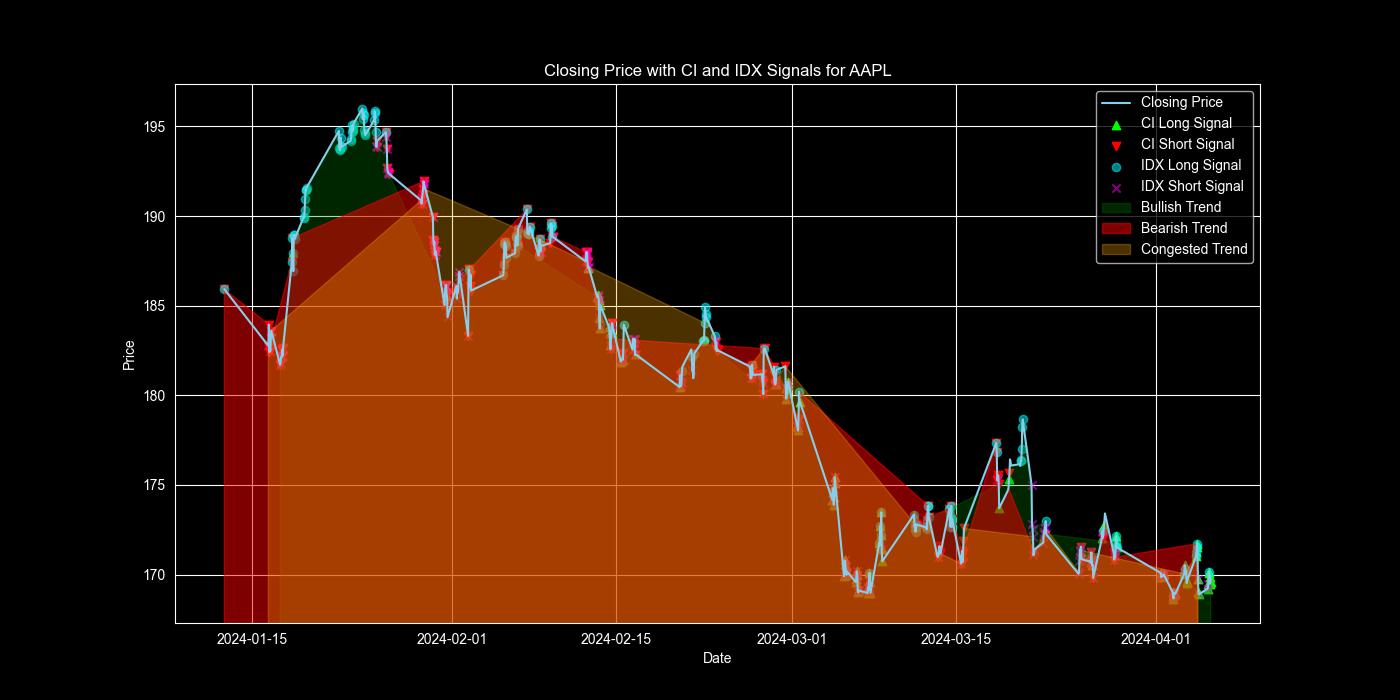 Closing Price with CI and IDX Signals for AAPL
Closing Price
CI Long Signal
CI Short Signal
IDX Long Signal
IDX Short Signal
Bullish Trend
Bearish Trend
Congested Trend
Price
195
190
185
180
175
170
2024-01-15
2024-02-01
2024-02-15
2024-03-01
2024-03-15
2024-04-01
Date